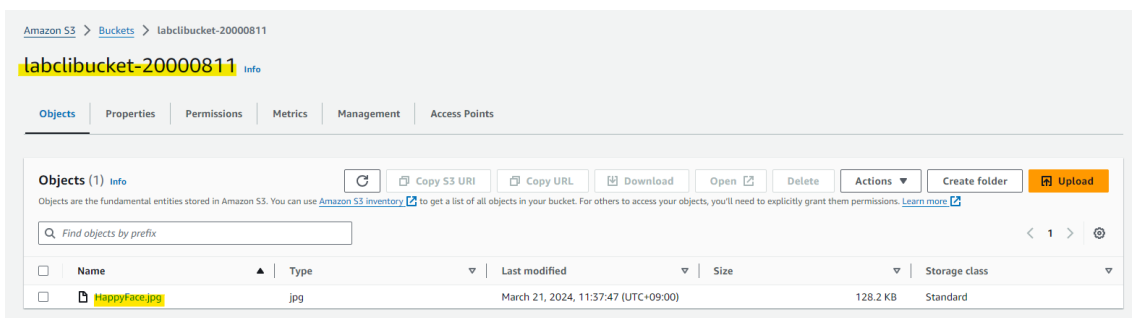 Amazon S3 > Buckets > labclibucket-20000811
labclibucket-20000811 Info
Objects Properties Permissions Metrics Management Access Points
Objects (1) Info Copy S3 URI Copy URL Download Open Delete Actions ▼ Create folder Upload
Objects are the fundamental entities stored in Amazon S3. You can use Amazon S3 inventory to get a list of all objects in your bucket. For others to access your objects, you'll need to explicitly grant them permissions. Learn more
Find objects by prefix < 1 >
Name ▲ Type Last modified Size Storage class
HappyFace.jpg jpg March 21, 2024, 11:37:47 (UTC+09:00) 128.2 KB Standard